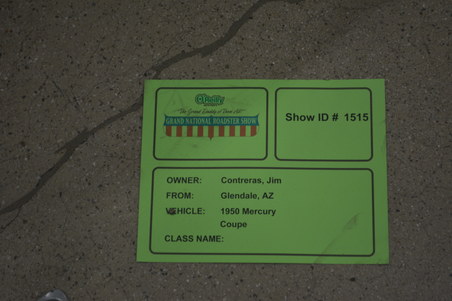 O'Reilly
"The Grand Daddy of Them All"
GRAND NATIONAL ROADSTER SHOW
Show ID # 1515
OWNER: Contreras, Jim
FROM: Glendale, AZ
VEHICLE: 1950 Mercury
Coupe
CLASS NAME: